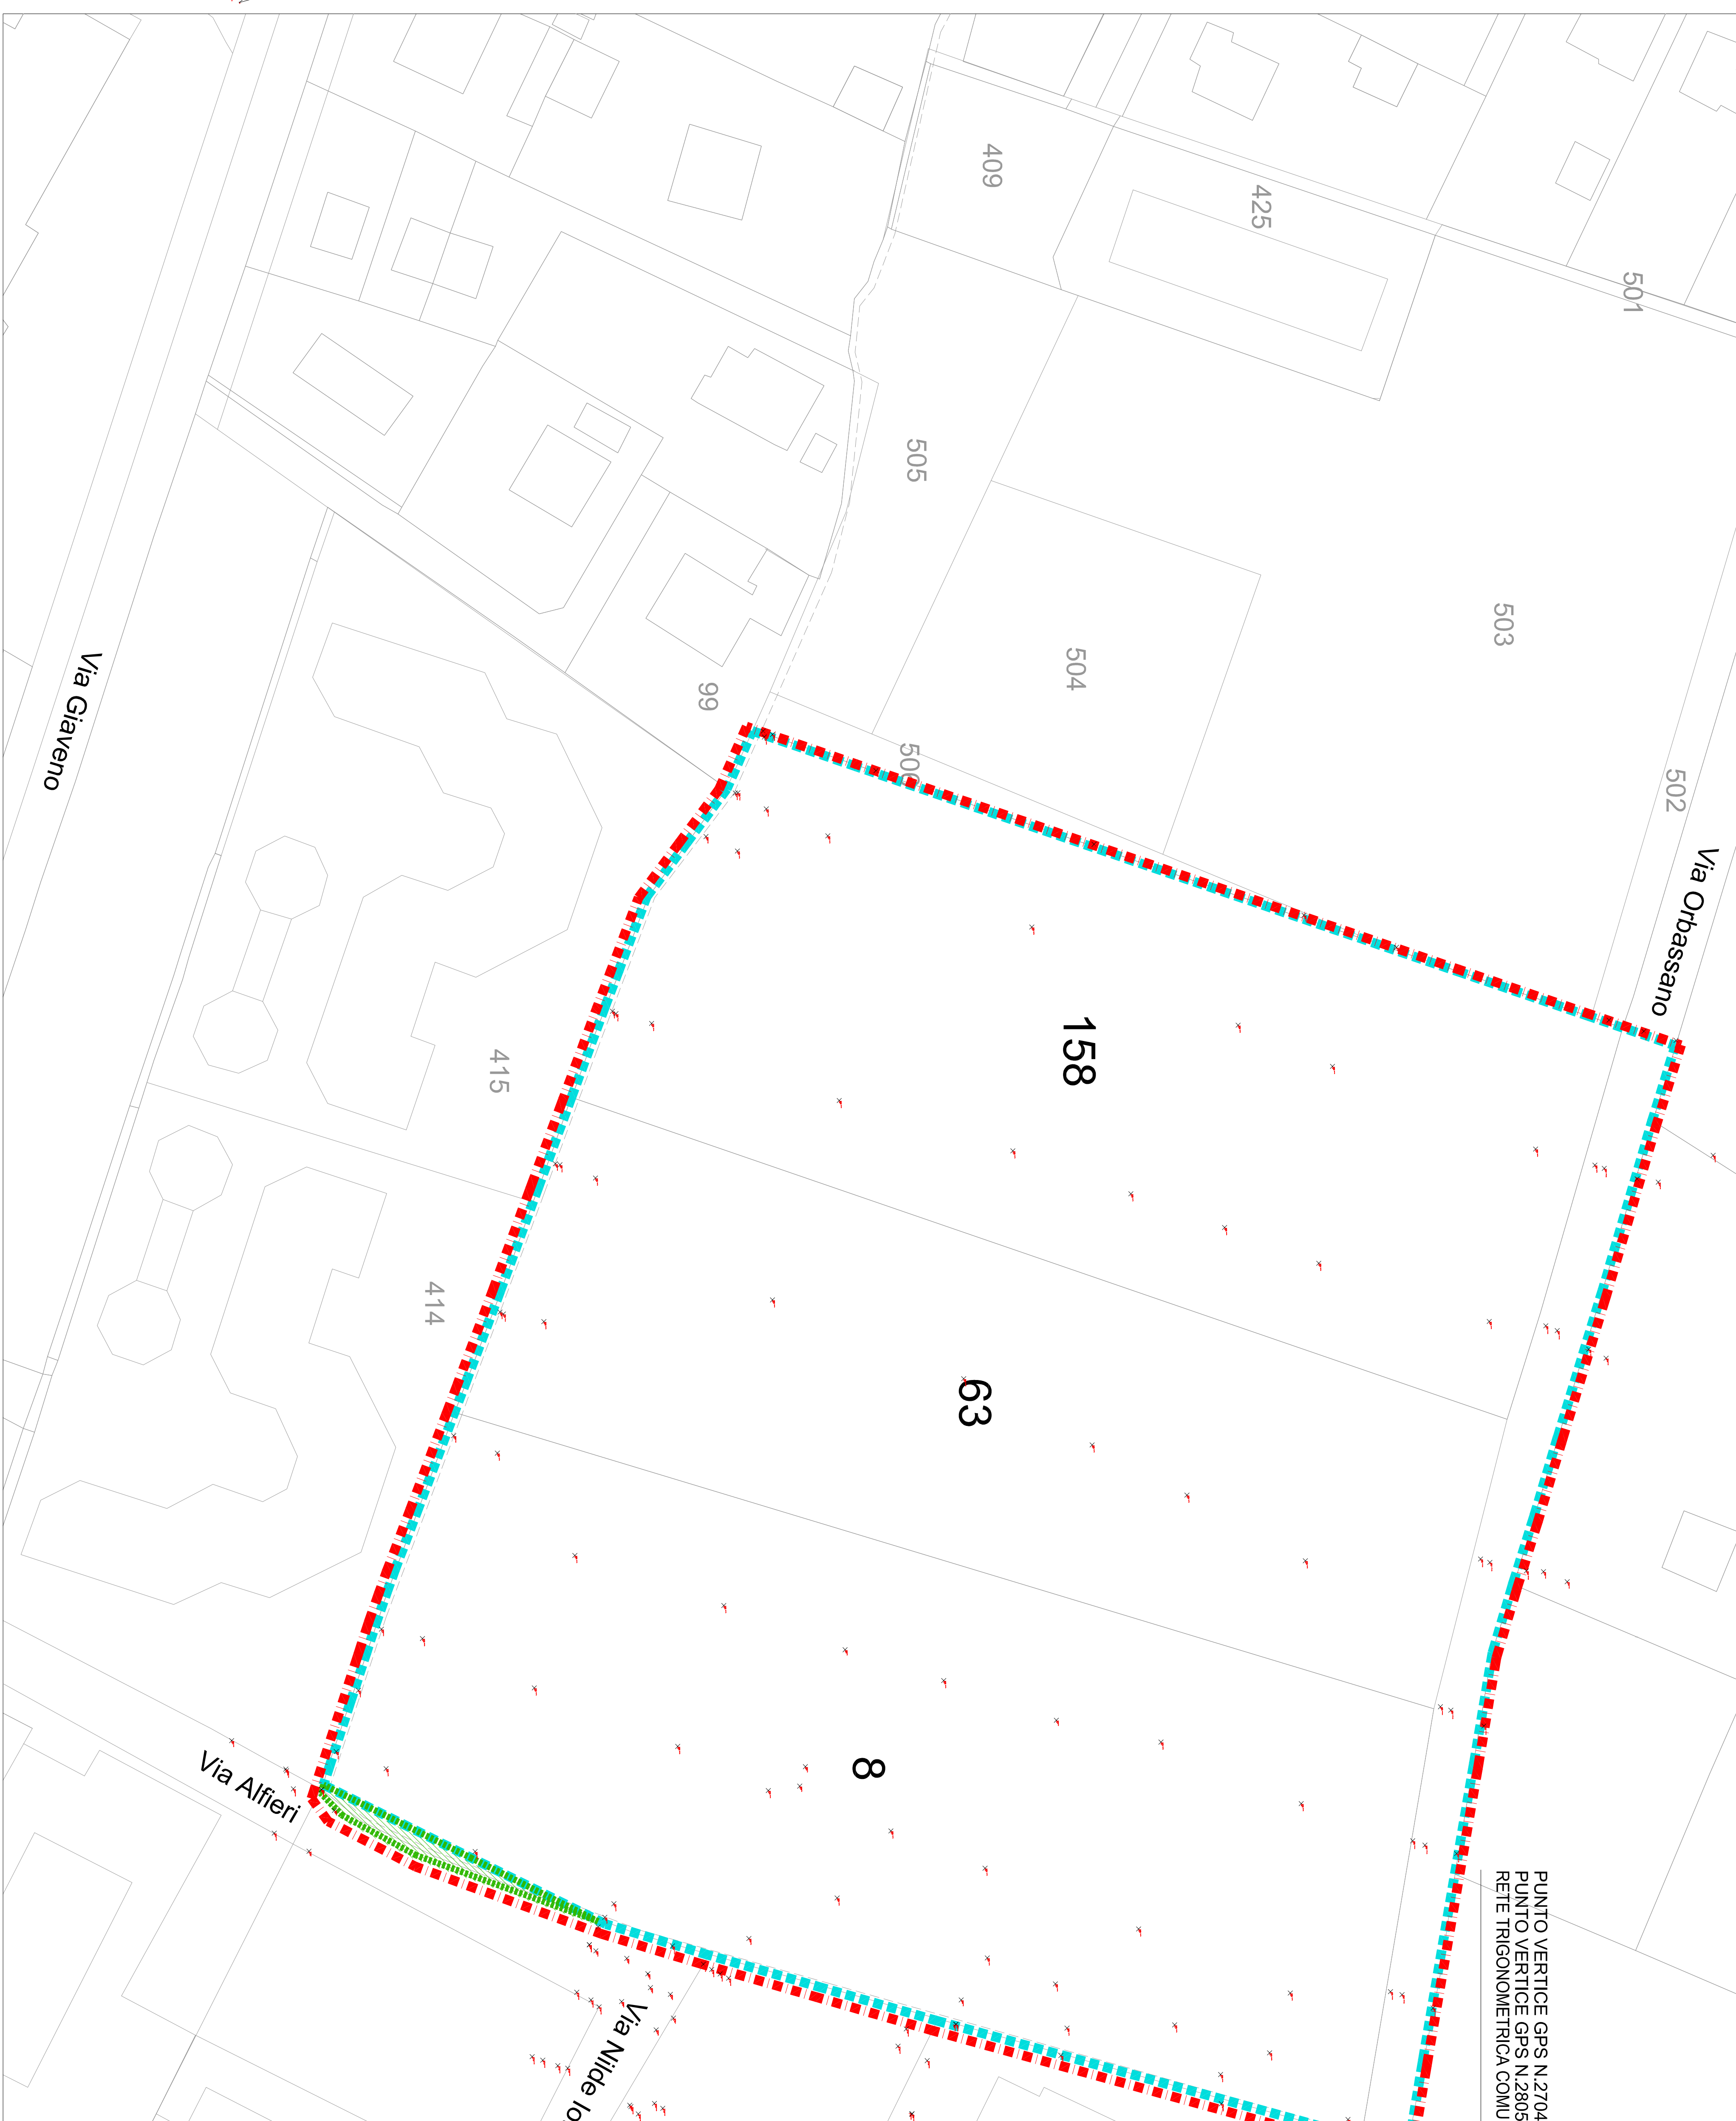 409
425
501
505
503
504
99
506
502
Via Giaveno
Via Orbassano
158
415
63
414
8
Via Alfieri
Via Nilde Io
PUNTO VERTICE GPS N.2704
PUNTO VERTICE GPS N.2805
RETE TRIGONOMETRICA COMU